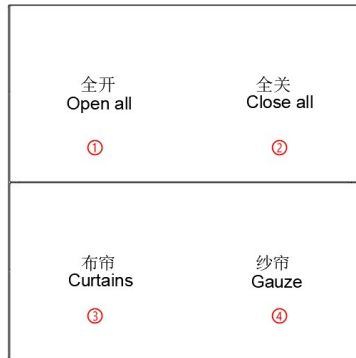 全开
Open all
①
全关
Close all
②
布帘
Curtains
③
纱帘
Gauze
④